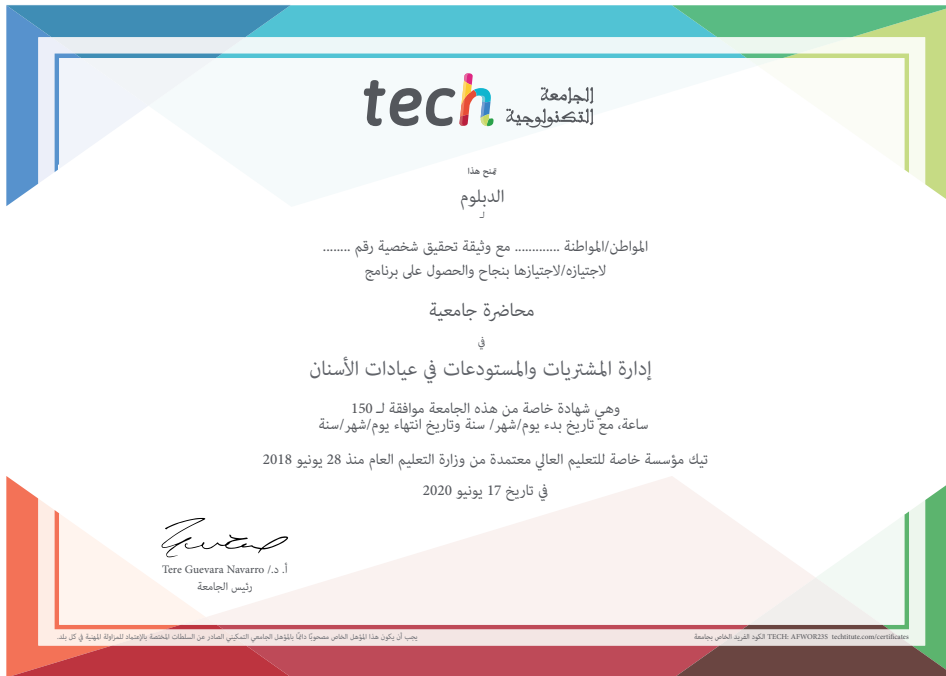 tech الجامعة
التكنولوجية
يمنح هذا
الدبلوم
لـ
المواطن/المواطنة ............. مع وثيقة تحقيق شخصية رقم ........
لاجتيازه/لاجتيازها بنجاح والحصول على برنامج
محاضرة جامعية
في
إدارة المشتريات والمستودعات في عيادات الأسنان
وهي شهادة خاصة من هذه الجامعة موافقة لـ 150
ساعة، مع تاريخ بدء يوم/شهر/ سنة وتاريخ انتهاء يوم/شهر/سنة
تيك مؤسسة خاصة للتعليم العالي معتمدة من وزارة التعليم العام منذ 28 يونيو 2018
في تاريخ 17 يونيو 2020
أ. د./ Tere Guevara Navarro
رئيس الجامعة
يجب أن يكون هذا المؤهل الخاص مصحوبًا دائمًا بالمؤهل الجامعي التمكيني الصادر عن السلطات المختصة بالإعتماد للمزاولة المهنية في كل بلد.
الكود الفريد الخاص بجامعة TECH: AFWOR23S techtitute.com/certificates